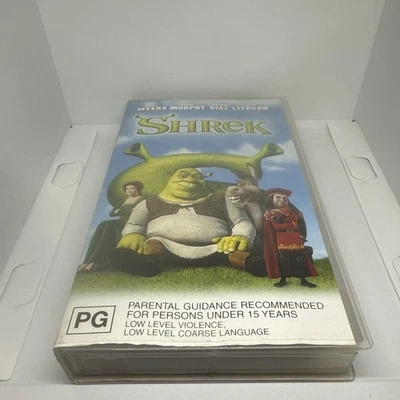 MYERS MURPHY DIAZ LITHGOW
SHREK
PG
PARENTAL GUIDANCE RECOMMENDED
FOR PERSONS UNDER 15 YEARS
LOW LEVEL VIOLENCE,
LOW LEVEL COARSE LANGUAGE